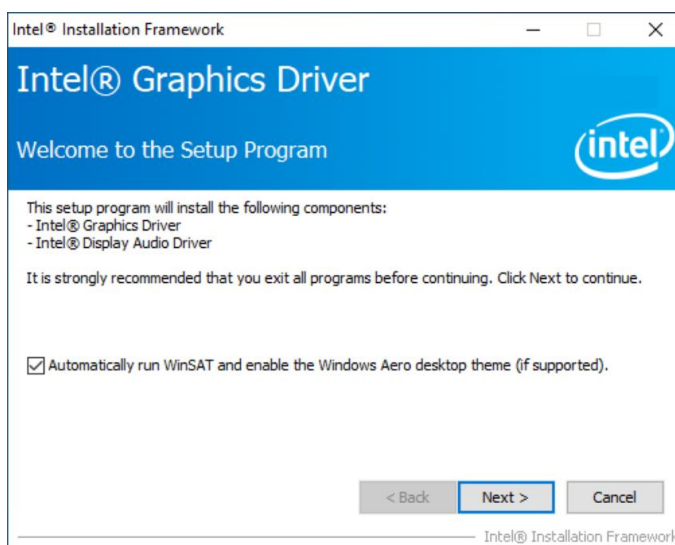 Intel® Installation Framework
Intel® Graphics Driver
Welcome to the Setup Program
intel
This setup program will install the following components:
- Intel® Graphics Driver
- Intel® Display Audio Driver
It is strongly recommended that you exit all programs before continuing. Click Next to continue.
Automatically run WinSAT and enable the Windows Aero desktop theme (if supported).
< Back
Next >
Cancel
Intel® Installation Framework